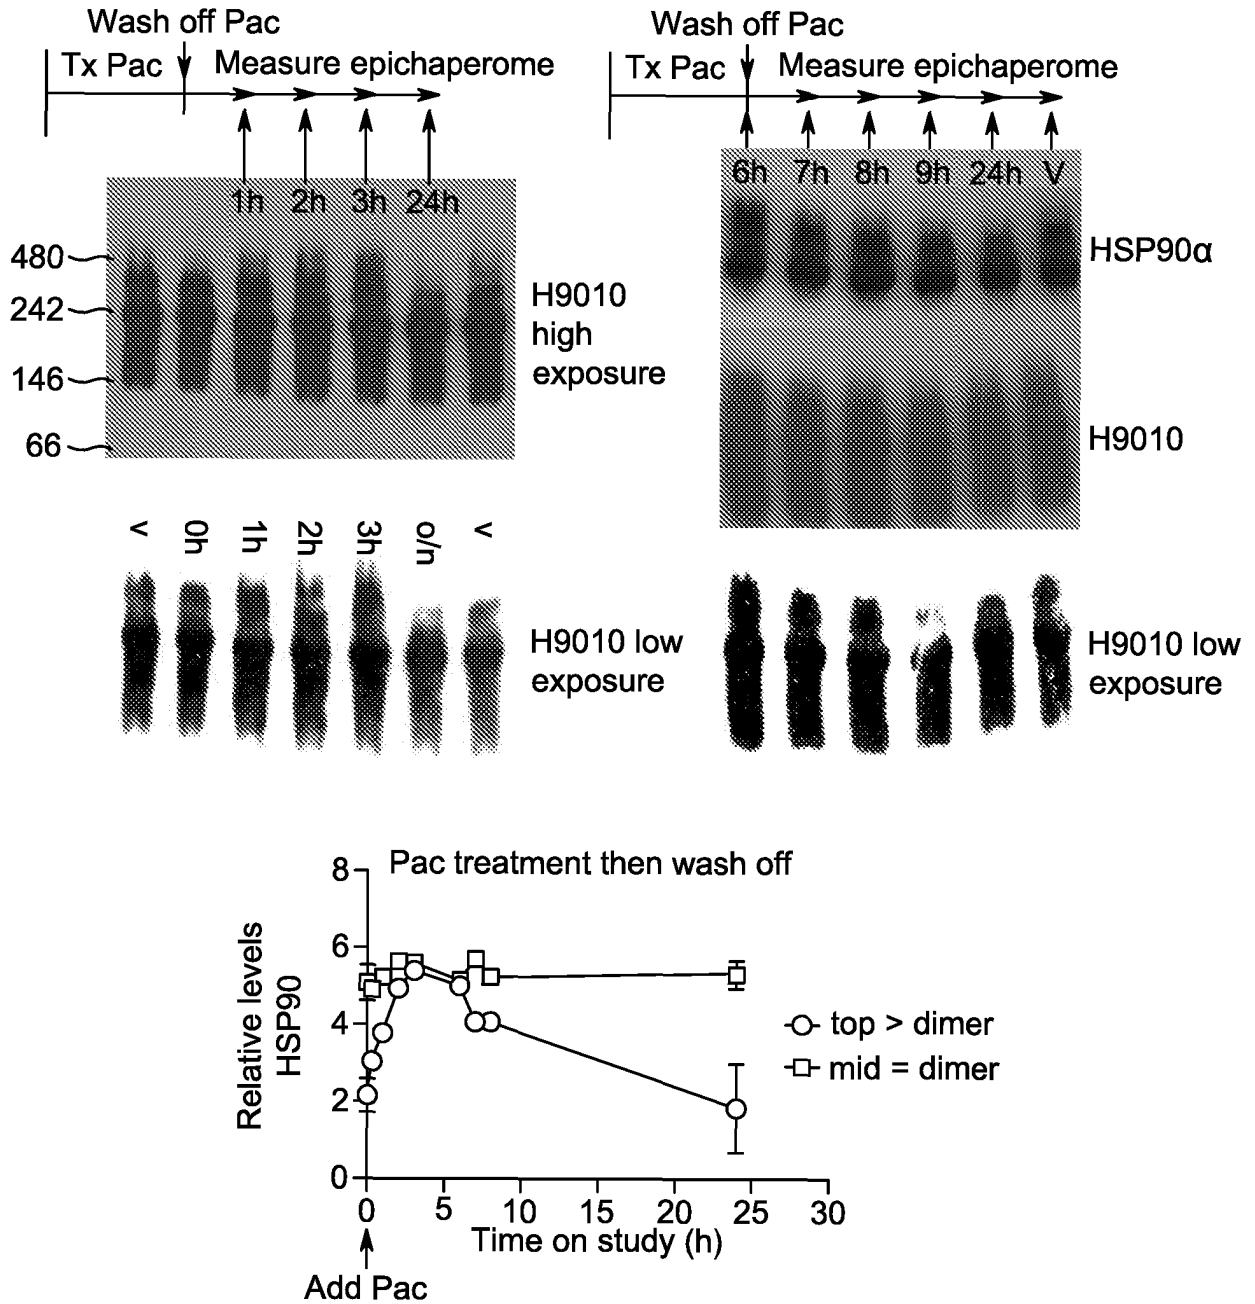 Wash off Pac
Tx Pac
Measure epichaperome
1h 2h 3h 24h
480
242
146
66
H9010
high
exposure
v 0h 1h 2h 3h o/n v
H9010 low
exposure
Wash off Pac
Tx Pac
Measure epichaperome
6h 7h 8h 9h 24h V
HSP90α
H9010
H9010 low
exposure
Pac treatment then wash off
Relative levels
HSP90
8
6
4
2
0
0 5 10 15 20 25 30
Time on study (h)
Add Pac
top > dimer
mid = dimer